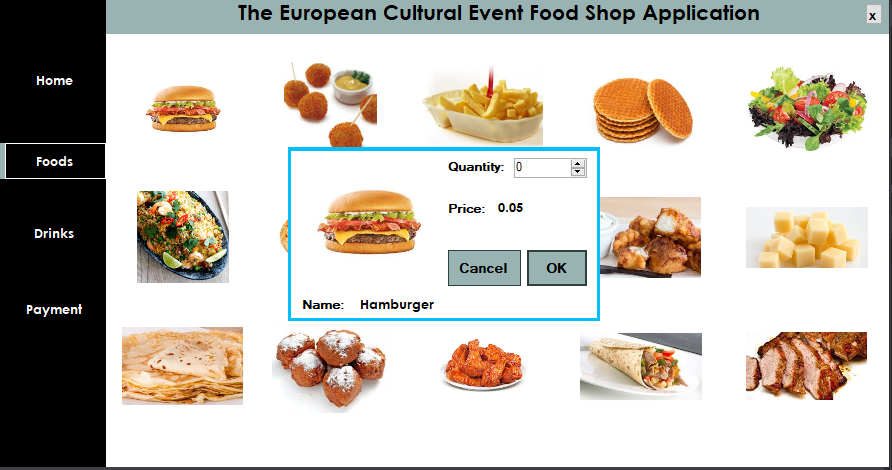 The European Cultural Event Food Shop Application
x
Home
Foods
Drinks
Payment
Quantity: 0
Price: 0.05
Cancel OK
Name: Hamburger